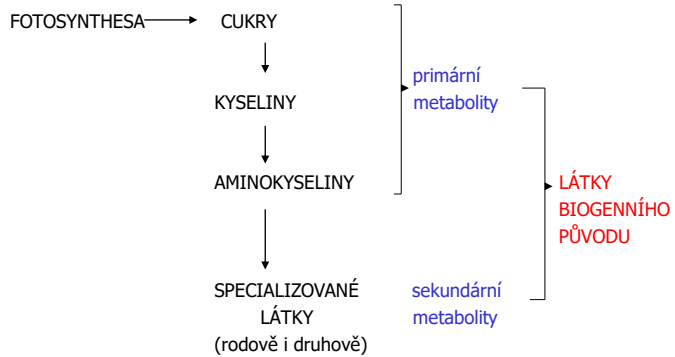 FOTOSYNTHESA
CUKRY
primární
metabolity
KYSELINY
AMINOKYSELINY
LÁTKY
BIOGENNÍHO
PŮVODU
SPECIALIZOVANÉ
LÁTKY
(rodově i druhově)
sekundární
metabolity